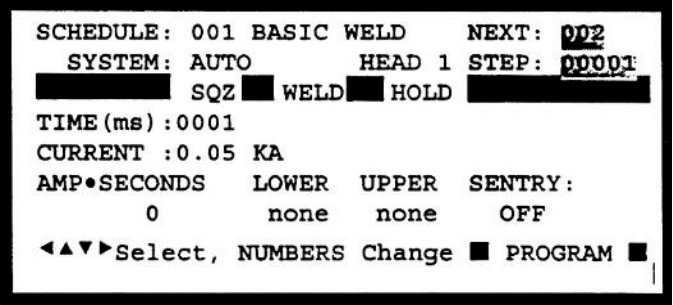 SCHEDULE: 001 BASIC WELD NEXT: 002
SYSTEM: AUTO HEAD 1 STEP: 00001
SQZ WELD HOLD
TIME(ms):0001
CURRENT :0.05 KA
AMP•SECONDS LOWER UPPER SENTRY:
0 none none OFF
◄▲▼►Select, NUMBERS Change ■ PROGRAM ■